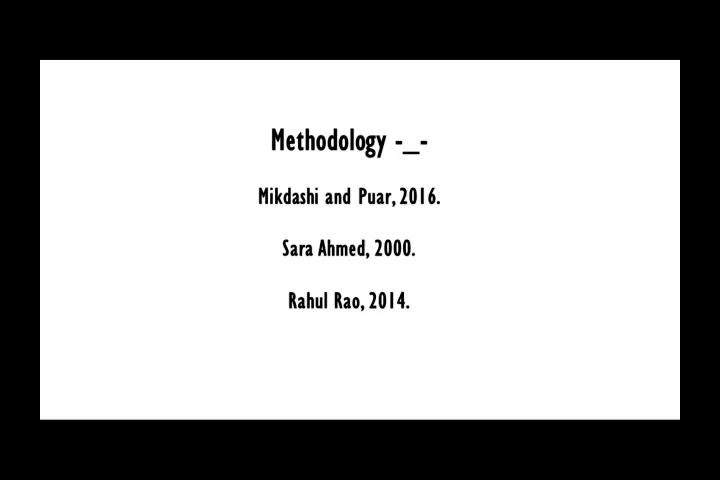 Methodology -_-
Mikdashi and Puar, 2016.
Sara Ahmed, 2000.
Rahul Rao, 2014.